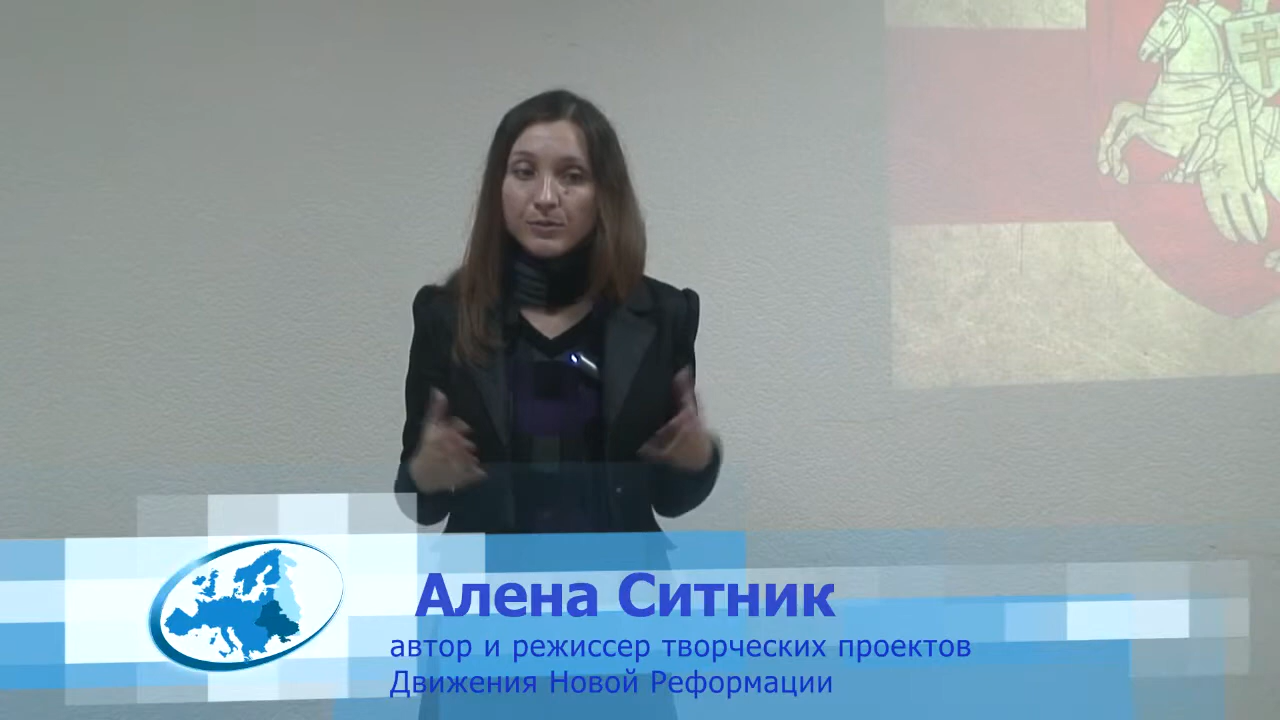 Алена Ситник
автор и режиссер творческих проектов
Движения Новой Реформации